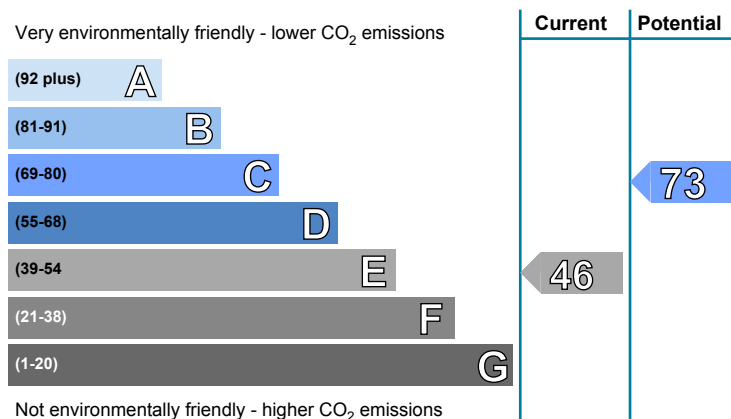 Very environmentally friendly - lower CO₂ emissions
Current
Potential
(92 plus) A
(81-91) B
(69-80) C
73
(55-68) D
(39-54 E
46
(21-38) F
(1-20) G
Not environmentally friendly - higher CO₂ emissions